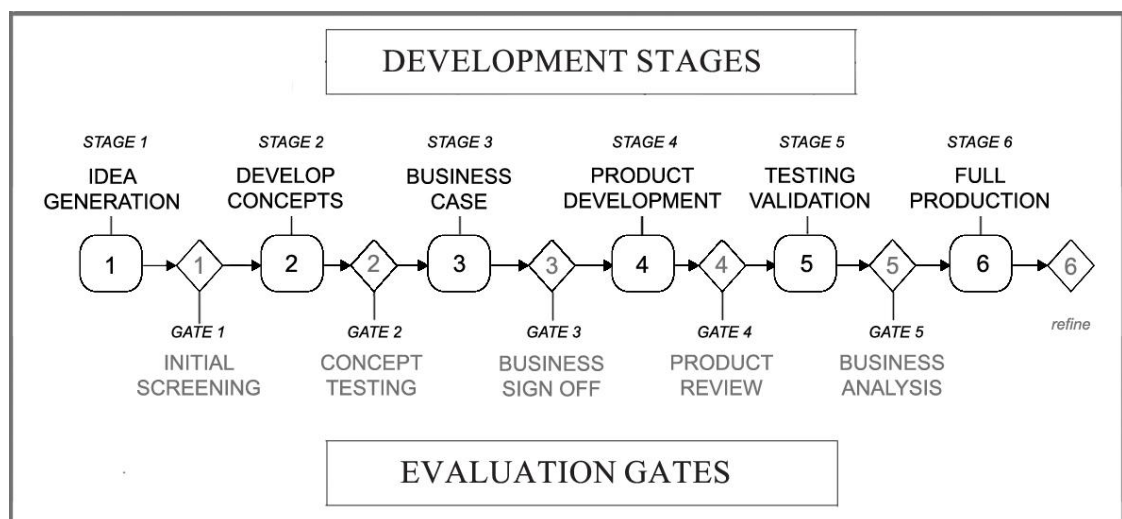 DEVELOPMENT STAGES
STAGE 1
STAGE 2
STAGE 3
STAGE 4
STAGE 5
STAGE 6
IDEA
GENERATION
DEVELOP
CONCEPTS
BUSINESS
CASE
PRODUCT
DEVELOPMENT
TESTING
VALIDATION
FULL
PRODUCTION
1
1
2
2
3
3
4
4
5
5
6
6
GATE 1
GATE 2
GATE 3
GATE 4
GATE 5
refine
INITIAL
SCREENING
CONCEPT
TESTING
BUSINESS
SIGN OFF
PRODUCT
REVIEW
BUSINESS
ANALYSIS
EVALUATION GATES